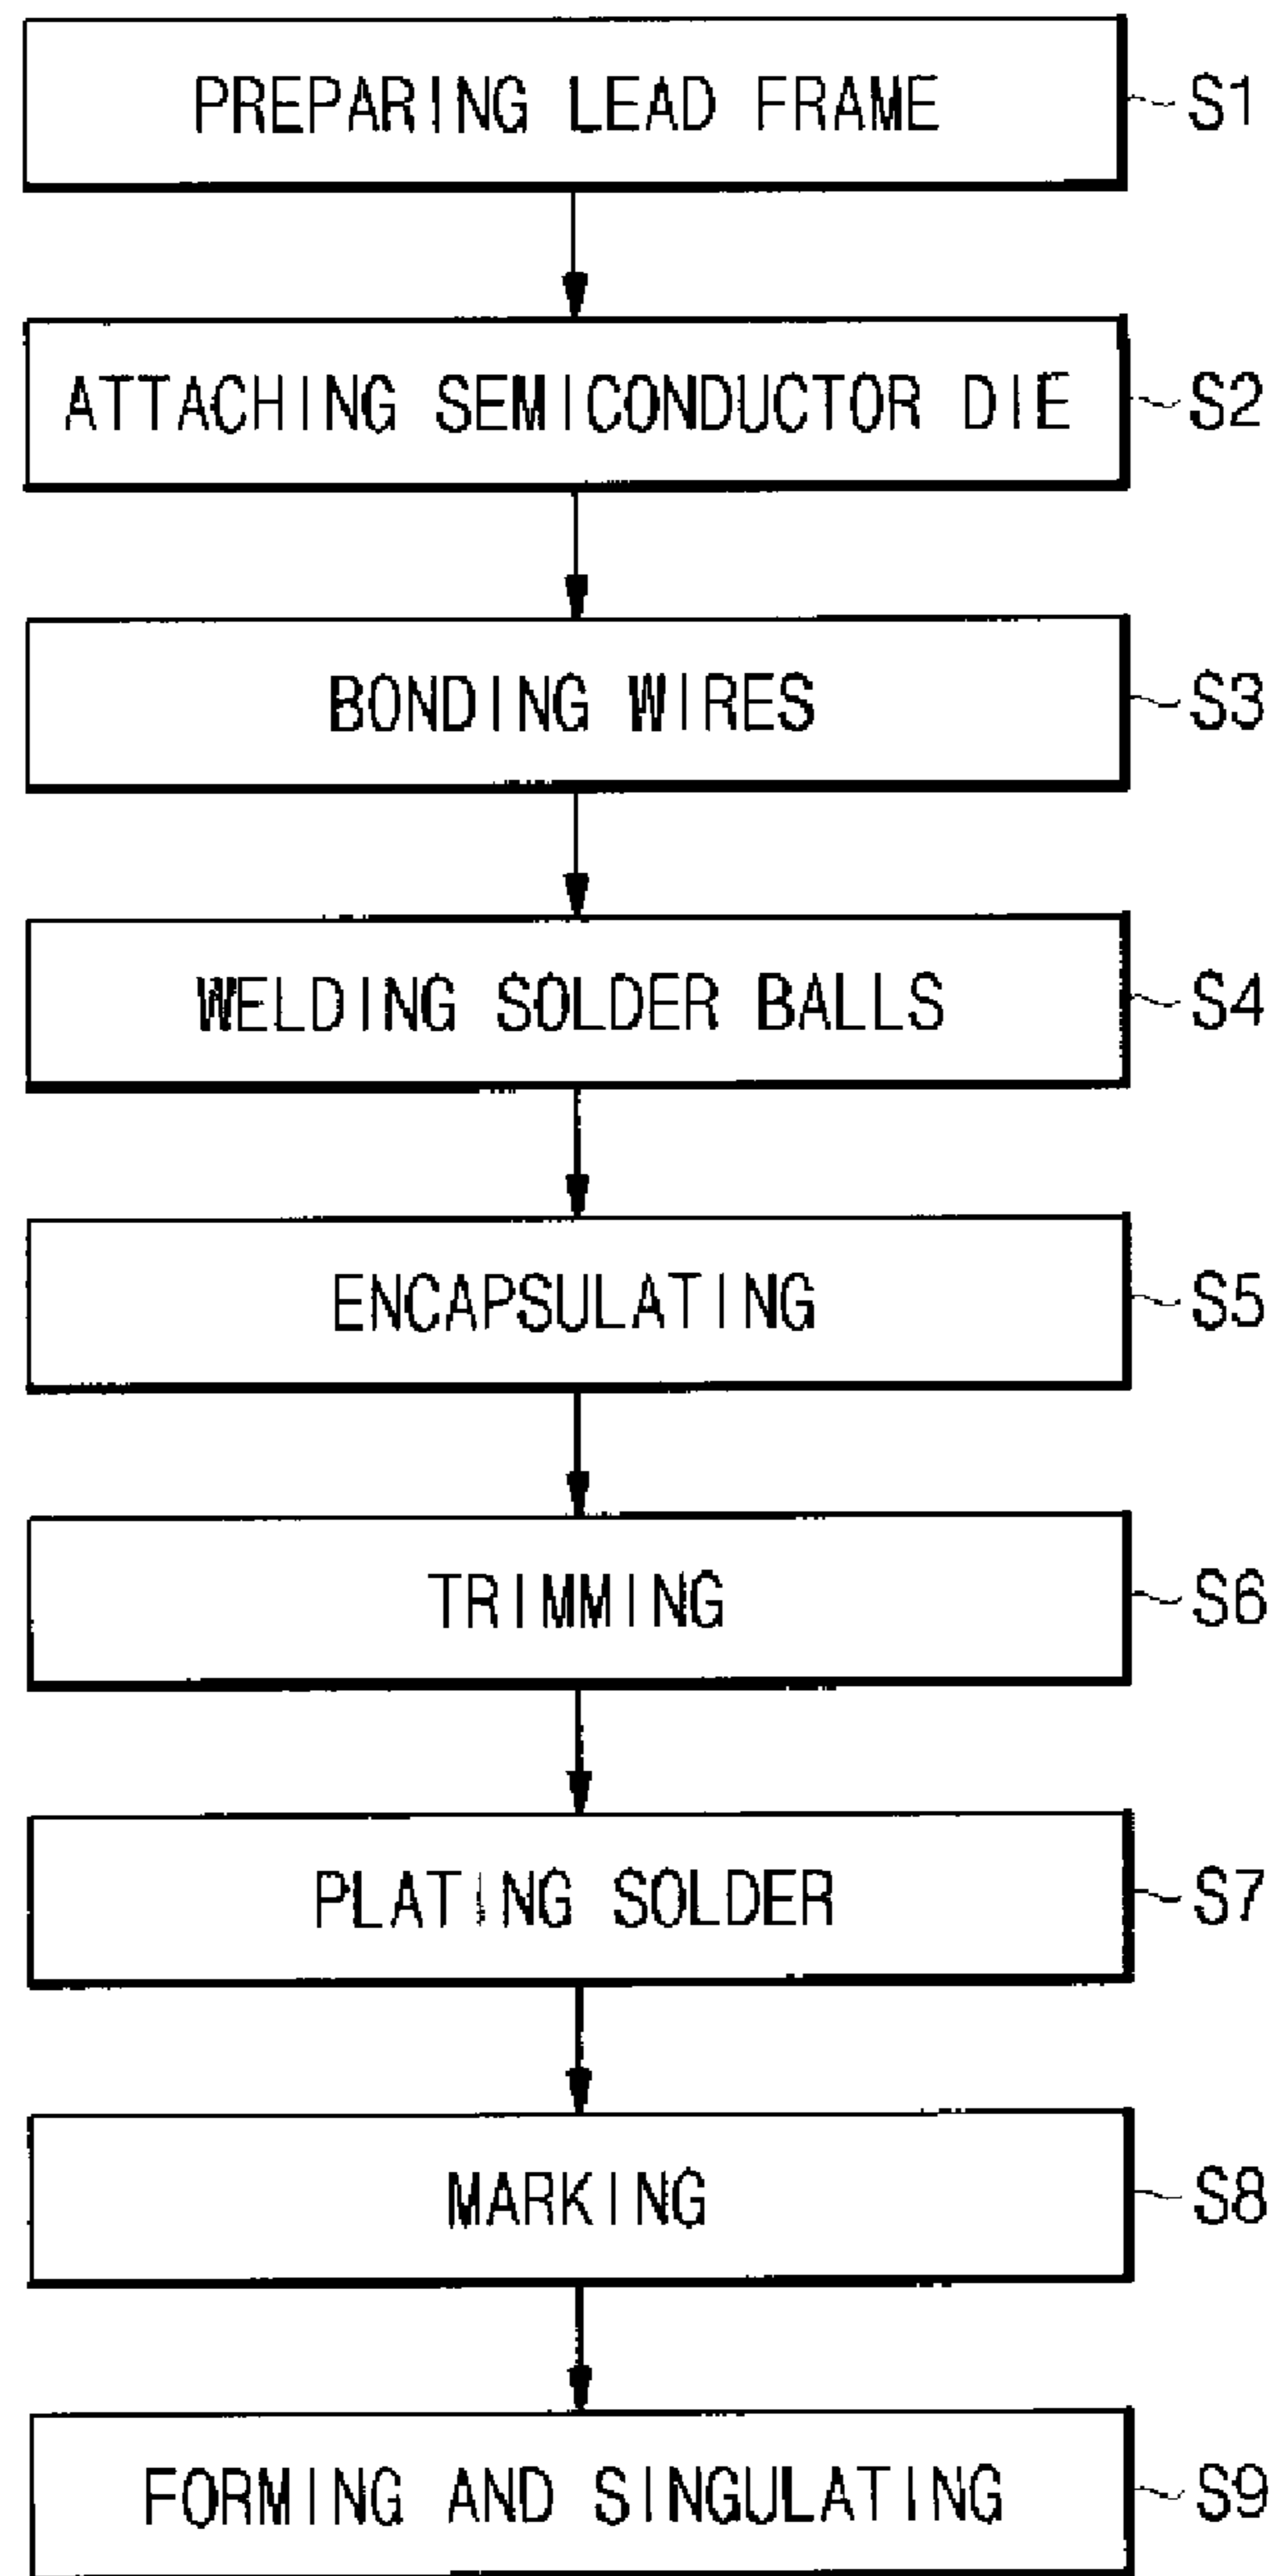 PREPARING LEAD FRAME S1
ATTACHING SEMICONDUCTOR DIE S2
BONDING WIRES S3
WELDING SOLDER BALLS S4
ENCAPSULATING S5
TRIMMING S6
PLATING SOLDER S7
MARKING S8
FORMING AND SINGULATING S9